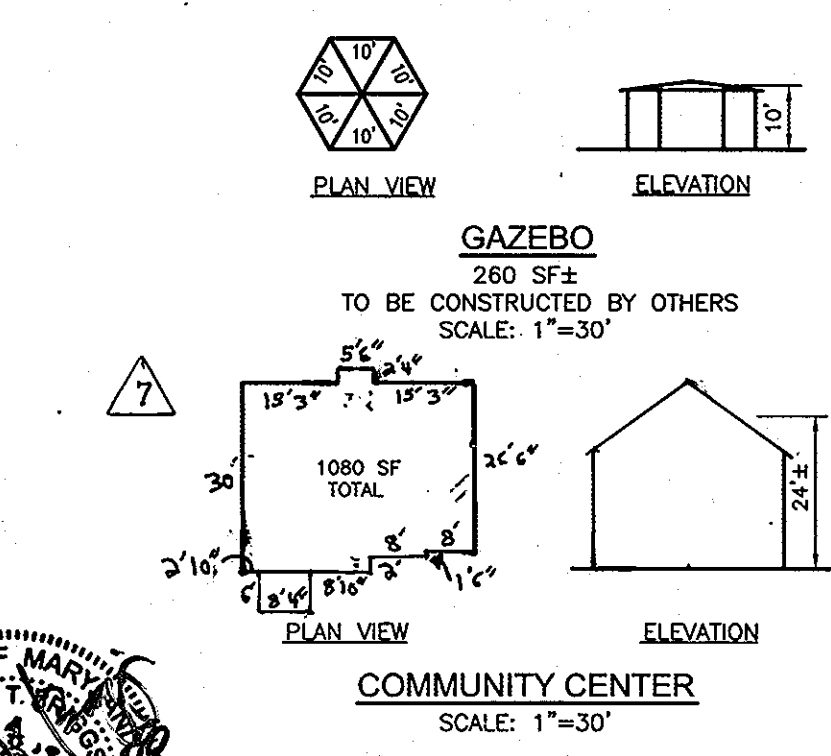 10'
10'
10'
10'
10'
10'
10'
PLAN VIEW
ELEVATION
GAZEBO
260 SF±
TO BE CONSTRUCTED BY OTHERS
SCALE: 1"=30'
5'6"
2'4"
7
15'3"
15'3"
1080 SF
TOTAL
30'
26'6"
24'±
8'
8'
2'10"
2'
1'6"
6'
8'4"
8'10"
PLAN VIEW
ELEVATION
MARY
T.
COMMUNITY CENTER
SCALE: 1"=30'